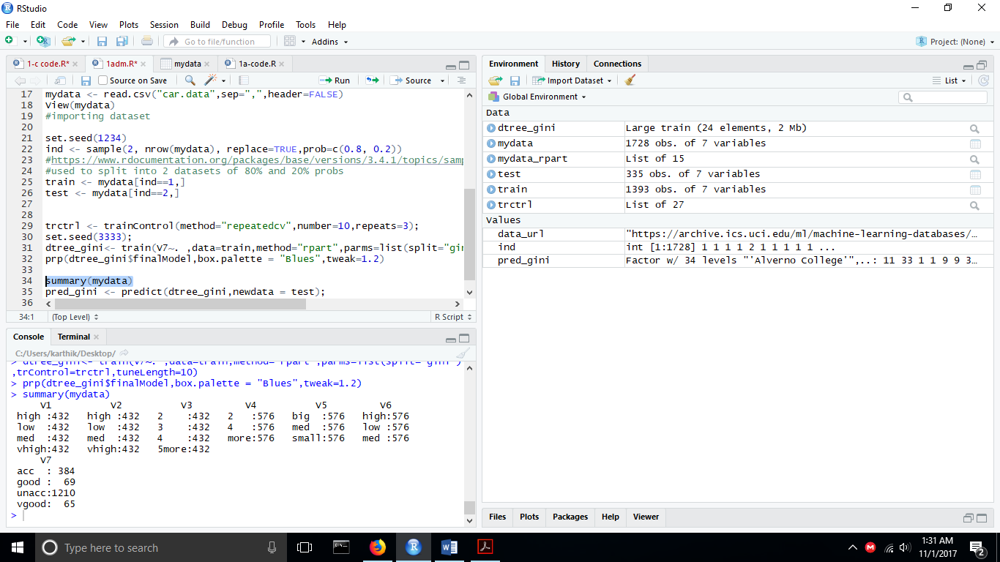 RStudio
File Edit Code View Plots Session Build Debug Profile Tools Help
Go to file/function Addins Project: (None)
1-c code.R* 1adm.R* mydata 1a-code.R
Source on Save Run Source
17 mydata <- read.csv("car.data",sep=",",header=FALSE)
18 View(mydata)
19 #importing dataset
20
21 set.seed(1234)
22 ind <- sample(2, nrow(mydata), replace=TRUE,prob=c(0.8, 0.2))
23 #https://www.rdocumentation.org/packages/base/versions/3.4.1/topics/samp
24 #used to split into 2 datasets of 80% and 20% probs
25 train <- mydata[ind==1,]
26 test <- mydata[ind==2,]
27
28
29 trctrl <- trainControl(method="repeatedcv",number=10,repeats=3);
30 set.seed(3333);
31 dtree_gini<- train(V7~. ,data=train,method="rpart",parms=list(split="gin
32 prp(dtree_gini$finalModel,box.palette = "Blues",tweak=1.2)
33
34 summary(mydata)
35 pred_gini <- predict(dtree_gini,newdata = test);
36
34:1 (Top Level) R Script
Console Terminal
C:/Users/karthik/Desktop/
> dtree_gini<- train(V7~. ,data=train,method="rpart",parms=list(split="gini")
,trControl=trctrl,tuneLength=10)
> prp(dtree_gini$finalModel,box.palette = "Blues",tweak=1.2)
> summary(mydata)
V1 V2 V3 V4 V5 V6
high :432 high :432 2 :432 2 :576 big :576 high:576
low :432 low :432 3 :432 4 :576 med :576 low :576
med :432 med :432 4 :432 more:576 small:576 med :576
vhigh:432 vhigh:432 5more:432
V7
acc : 384
good : 69
unacc:1210
vgood: 65
>
Environment History Connections
Import Dataset List
Global Environment
Data
dtree_gini Large train (24 elements, 2 Mb)
mydata 1728 obs. of 7 variables
mydata_rpart List of 15
test 335 obs. of 7 variables
train 1393 obs. of 7 variables
trctrl List of 27
Values
data_url "https://archive.ics.uci.edu/ml/machine-learning-databases/…
ind int [1:1728] 1 1 1 1 2 1 1 1 1 1 ...
pred_gini Factor w/ 34 levels "'Alverno College'",..: 11 33 1 1 9 9 3…
Files Plots Packages Help Viewer
Type here to search
1:31 AM
11/1/2017
2